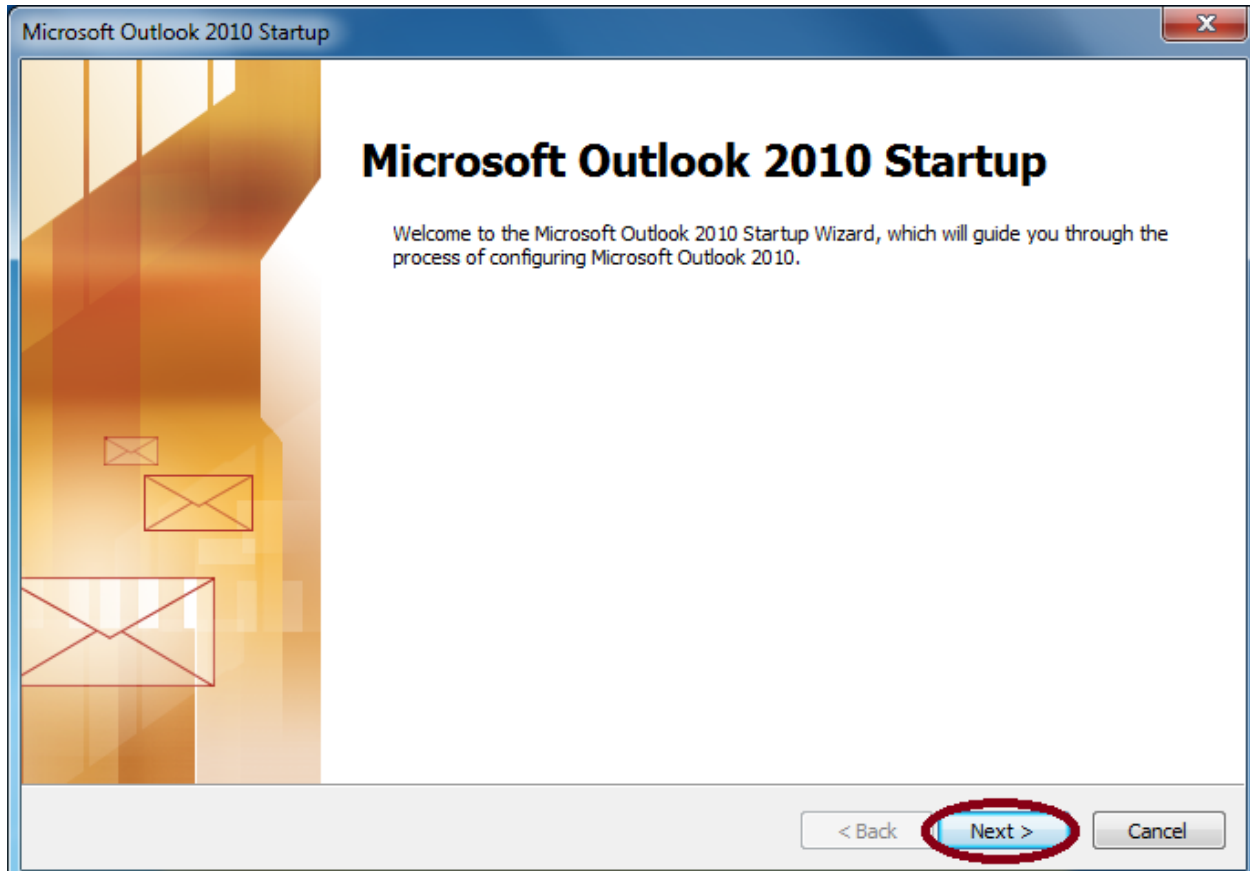 Microsoft Outlook 2010 Startup
X
Microsoft Outlook 2010 Startup
Welcome to the Microsoft Outlook 2010 Startup Wizard, which will guide you through the
process of configuring Microsoft Outlook 2010.
< Back Next > Cancel